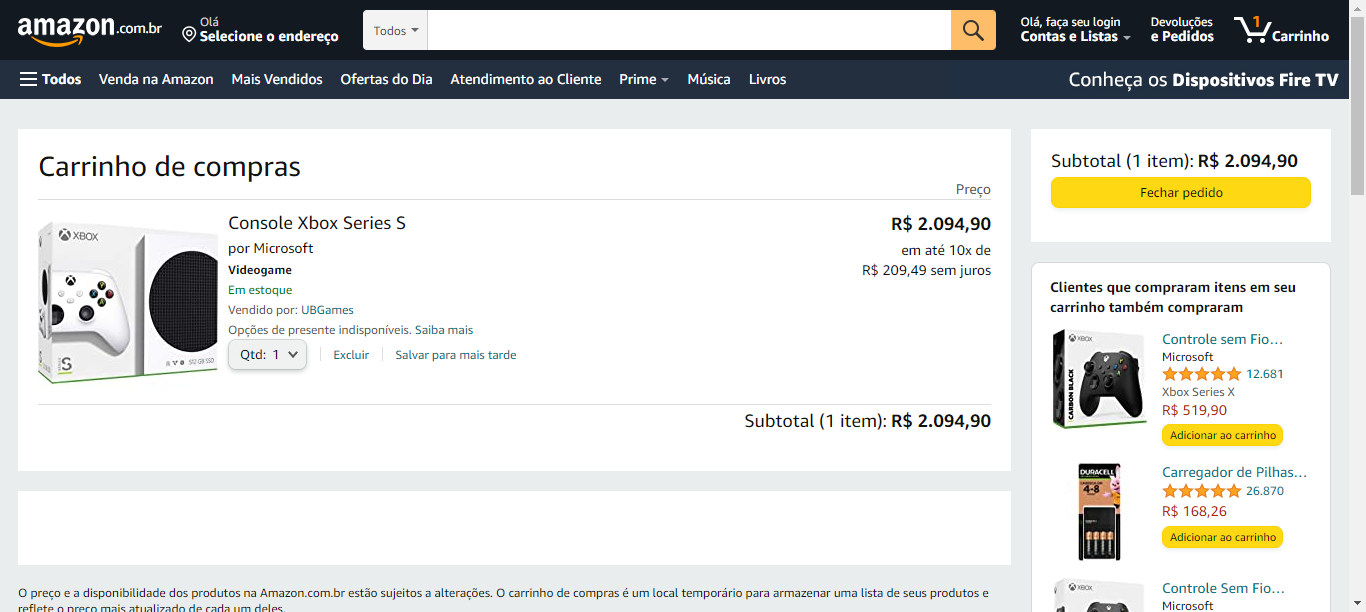 amazon.com.br
Olá
Selecione o endereço
Todos
Olá, faça seu login
Contas e Listas
Devoluções
e Pedidos
1
Carrinho
Todos
Venda na Amazon
Mais Vendidos
Ofertas do Dia
Atendimento ao Cliente
Prime
Música
Livros
Conheça os Dispositivos Fire TV
Carrinho de compras
Preço
XBOX
S
512 GB SSD
Console Xbox Series S
R$ 2.094,90
por Microsoft
em até 10x de
R$ 209,49 sem juros
Videogame
Em estoque
Vendido por: UBGames
Opções de presente indisponíveis. Saiba mais
Qtd: 1
Excluir
Salvar para mais tarde
Subtotal (1 item): R$ 2.094,90
Subtotal (1 item): R$ 2.094,90
Fechar pedido
Clientes que compraram itens em seu
carrinho também compraram
XBOX
CARBON BLACK
Controle sem Fio…
Microsoft
12.681
Xbox Series X
R$ 519,90
Adicionar ao carrinho
DURACELL
4-8
Carregador de Pilhas…
26.870
R$ 168,26
Adicionar ao carrinho
XBOX
Controle Sem Fio…
Microsoft
O preço e a disponibilidade dos produtos na Amazon.com.br estão sujeitos a alterações. O carrinho de compras é um local temporário para armazenar uma lista de seus produtos e
reflete o preço mais atualizado de cada um deles.